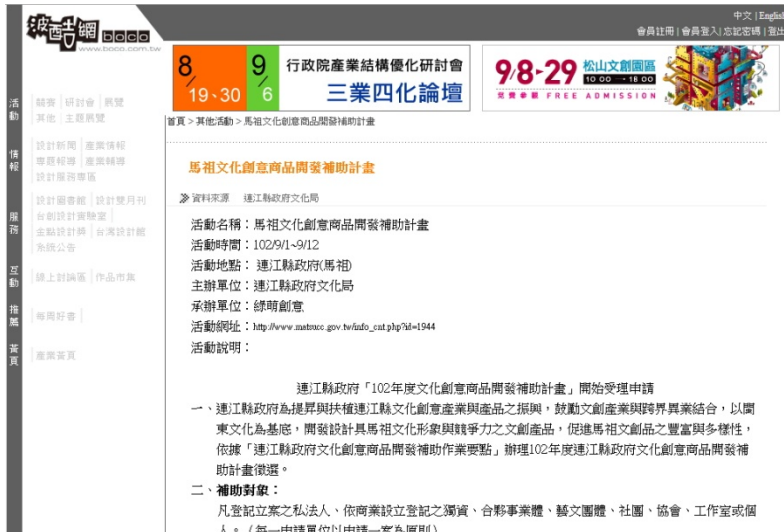 中文 | English
會員註冊 | 會員登入 | 忘記密碼 | 登出
波酷網 boco
www.boco.com.tw
8/19、30 9/6 行政院產業結構優化研討會
三業四化論壇
9/8-29 松山文創園區
10:00-18:00
免費參觀 FREE ADMISSION
首頁 > 其他活動 > 馬祖文化創意商品開發補助計畫
活動
競賽 | 研討會 | 展覽
其他 | 主題展覽
情報
設計新聞 | 產業情報
專題報導 | 產業輔導
設計服務專區
服務
設計圖書館 | 設計雙月刊
台創設計實驗室
金點設計獎 | 台灣設計館
免版公告
互動
線上討論區 | 作品市集
推薦
每周好書
黃頁
產業黃頁
馬祖文化創意商品開發補助計畫
資料來源 連江縣政府文化局
活動名稱：馬祖文化創意商品開發補助計畫
活動時間：102/9/1~9/12
活動地點： 連江縣政府(馬祖)
主辦單位：連江縣政府文化局
承辦單位：綠萌創意
活動網址：http://www.matsucc.gov.tw/info_cnt.php?id=1944
活動說明：
連江縣政府「102年度文化創意商品開發補助計畫」開始受理申請
一、連江縣政府為提昇與扶植連江縣文化創意產業與產品之振興，鼓勵文創產業與跨界異業結合，以閩
東文化為基底，開發設計具馬祖文化形象與競爭力之文創產品，促進馬祖文創品之豐富與多樣性，
依據「連江縣政府文化創意商品開發補助作業要點」辦理102年度連江縣政府文化創意商品開發補
助計畫徵選。
二、補助對象：
凡登記立案之私法人、依商業設立登記之獨資、合夥事業體、藝文團體、社團、協會、工作室或個
人。（每一申請單位以申請一案為原則）